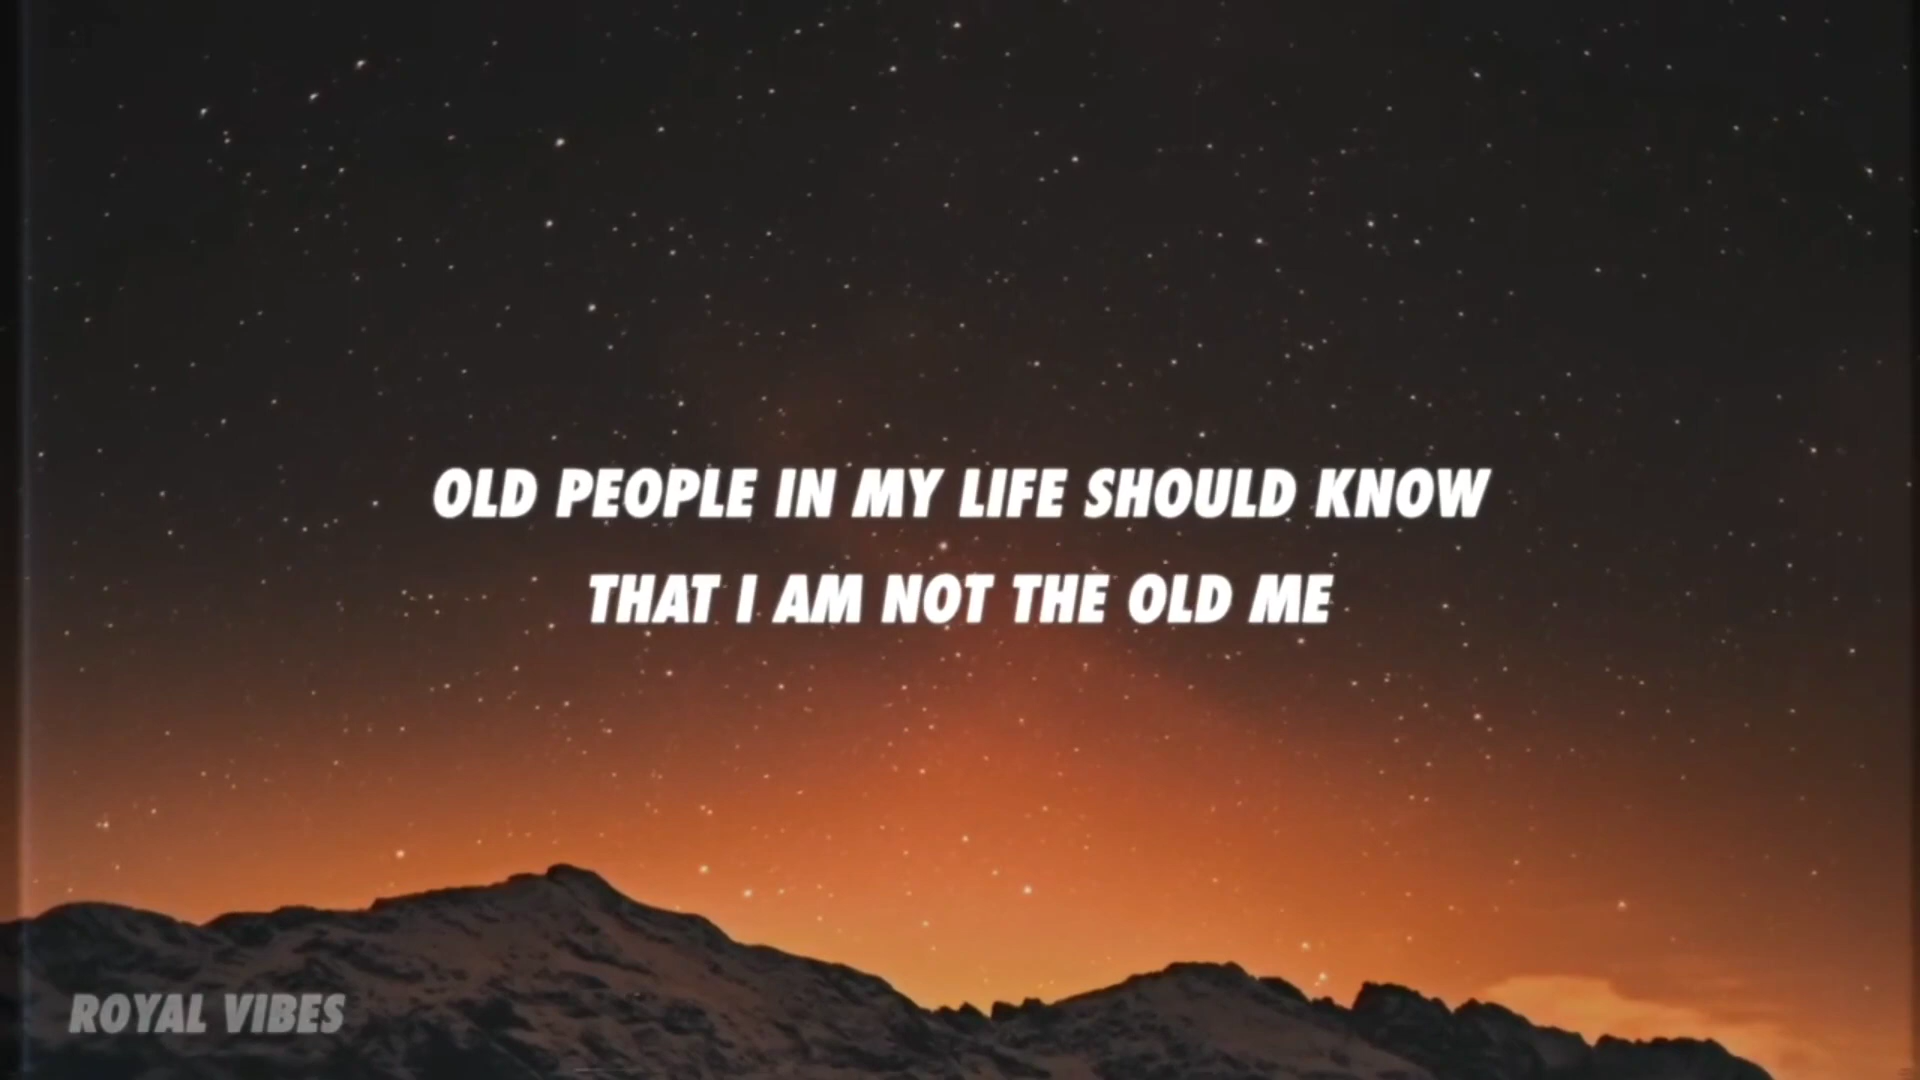 OLD PEOPLE IN MY LIFE SHOULD KNOW
THAT I AM NOT THE OLD ME
ROYAL VIBES